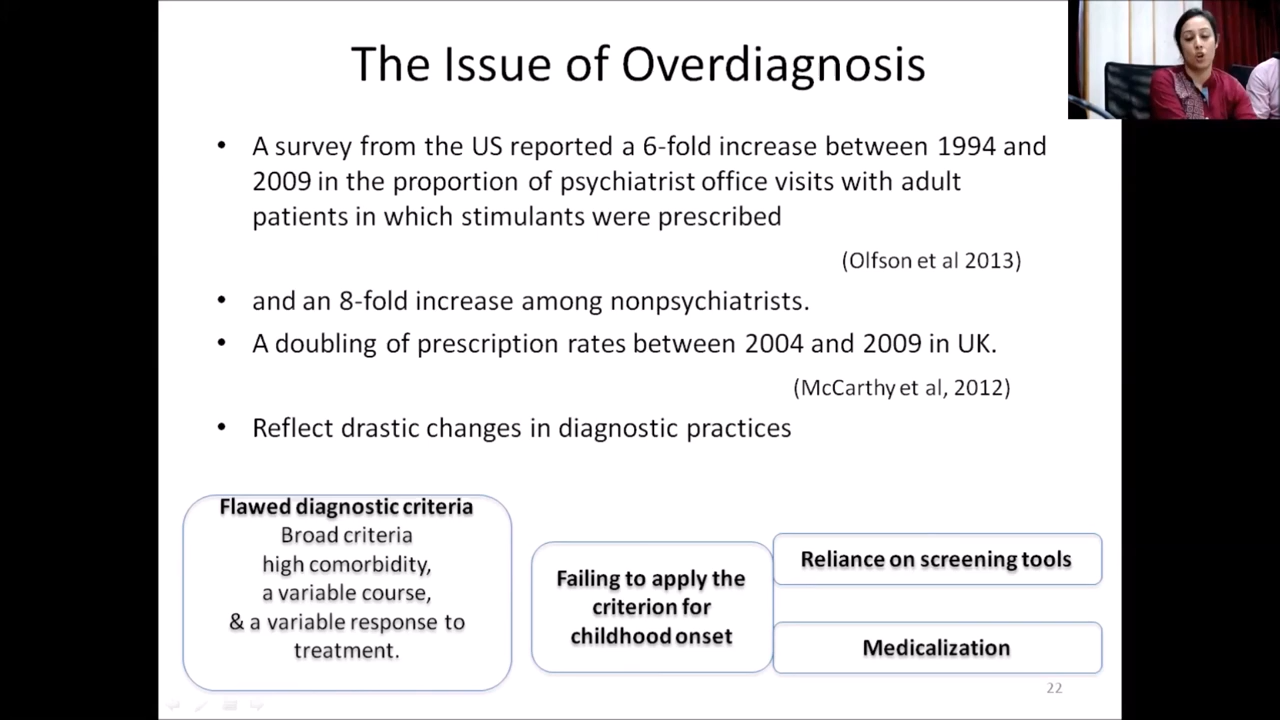 The Issue of Overdiagnosis
• A survey from the US reported a 6-fold increase between 1994 and
2009 in the proportion of psychiatrist office visits with adult
patients in which stimulants were prescribed
(Olfson et al 2013)
• and an 8-fold increase among nonpsychiatrists.
• A doubling of prescription rates between 2004 and 2009 in UK.
(McCarthy et al, 2012)
• Reflect drastic changes in diagnostic practices
Flawed diagnostic criteria
Broad criteria
high comorbidity,
a variable course,
& a variable response to
treatment.
Failing to apply the
criterion for
childhood onset
Reliance on screening tools
Medicalization
22